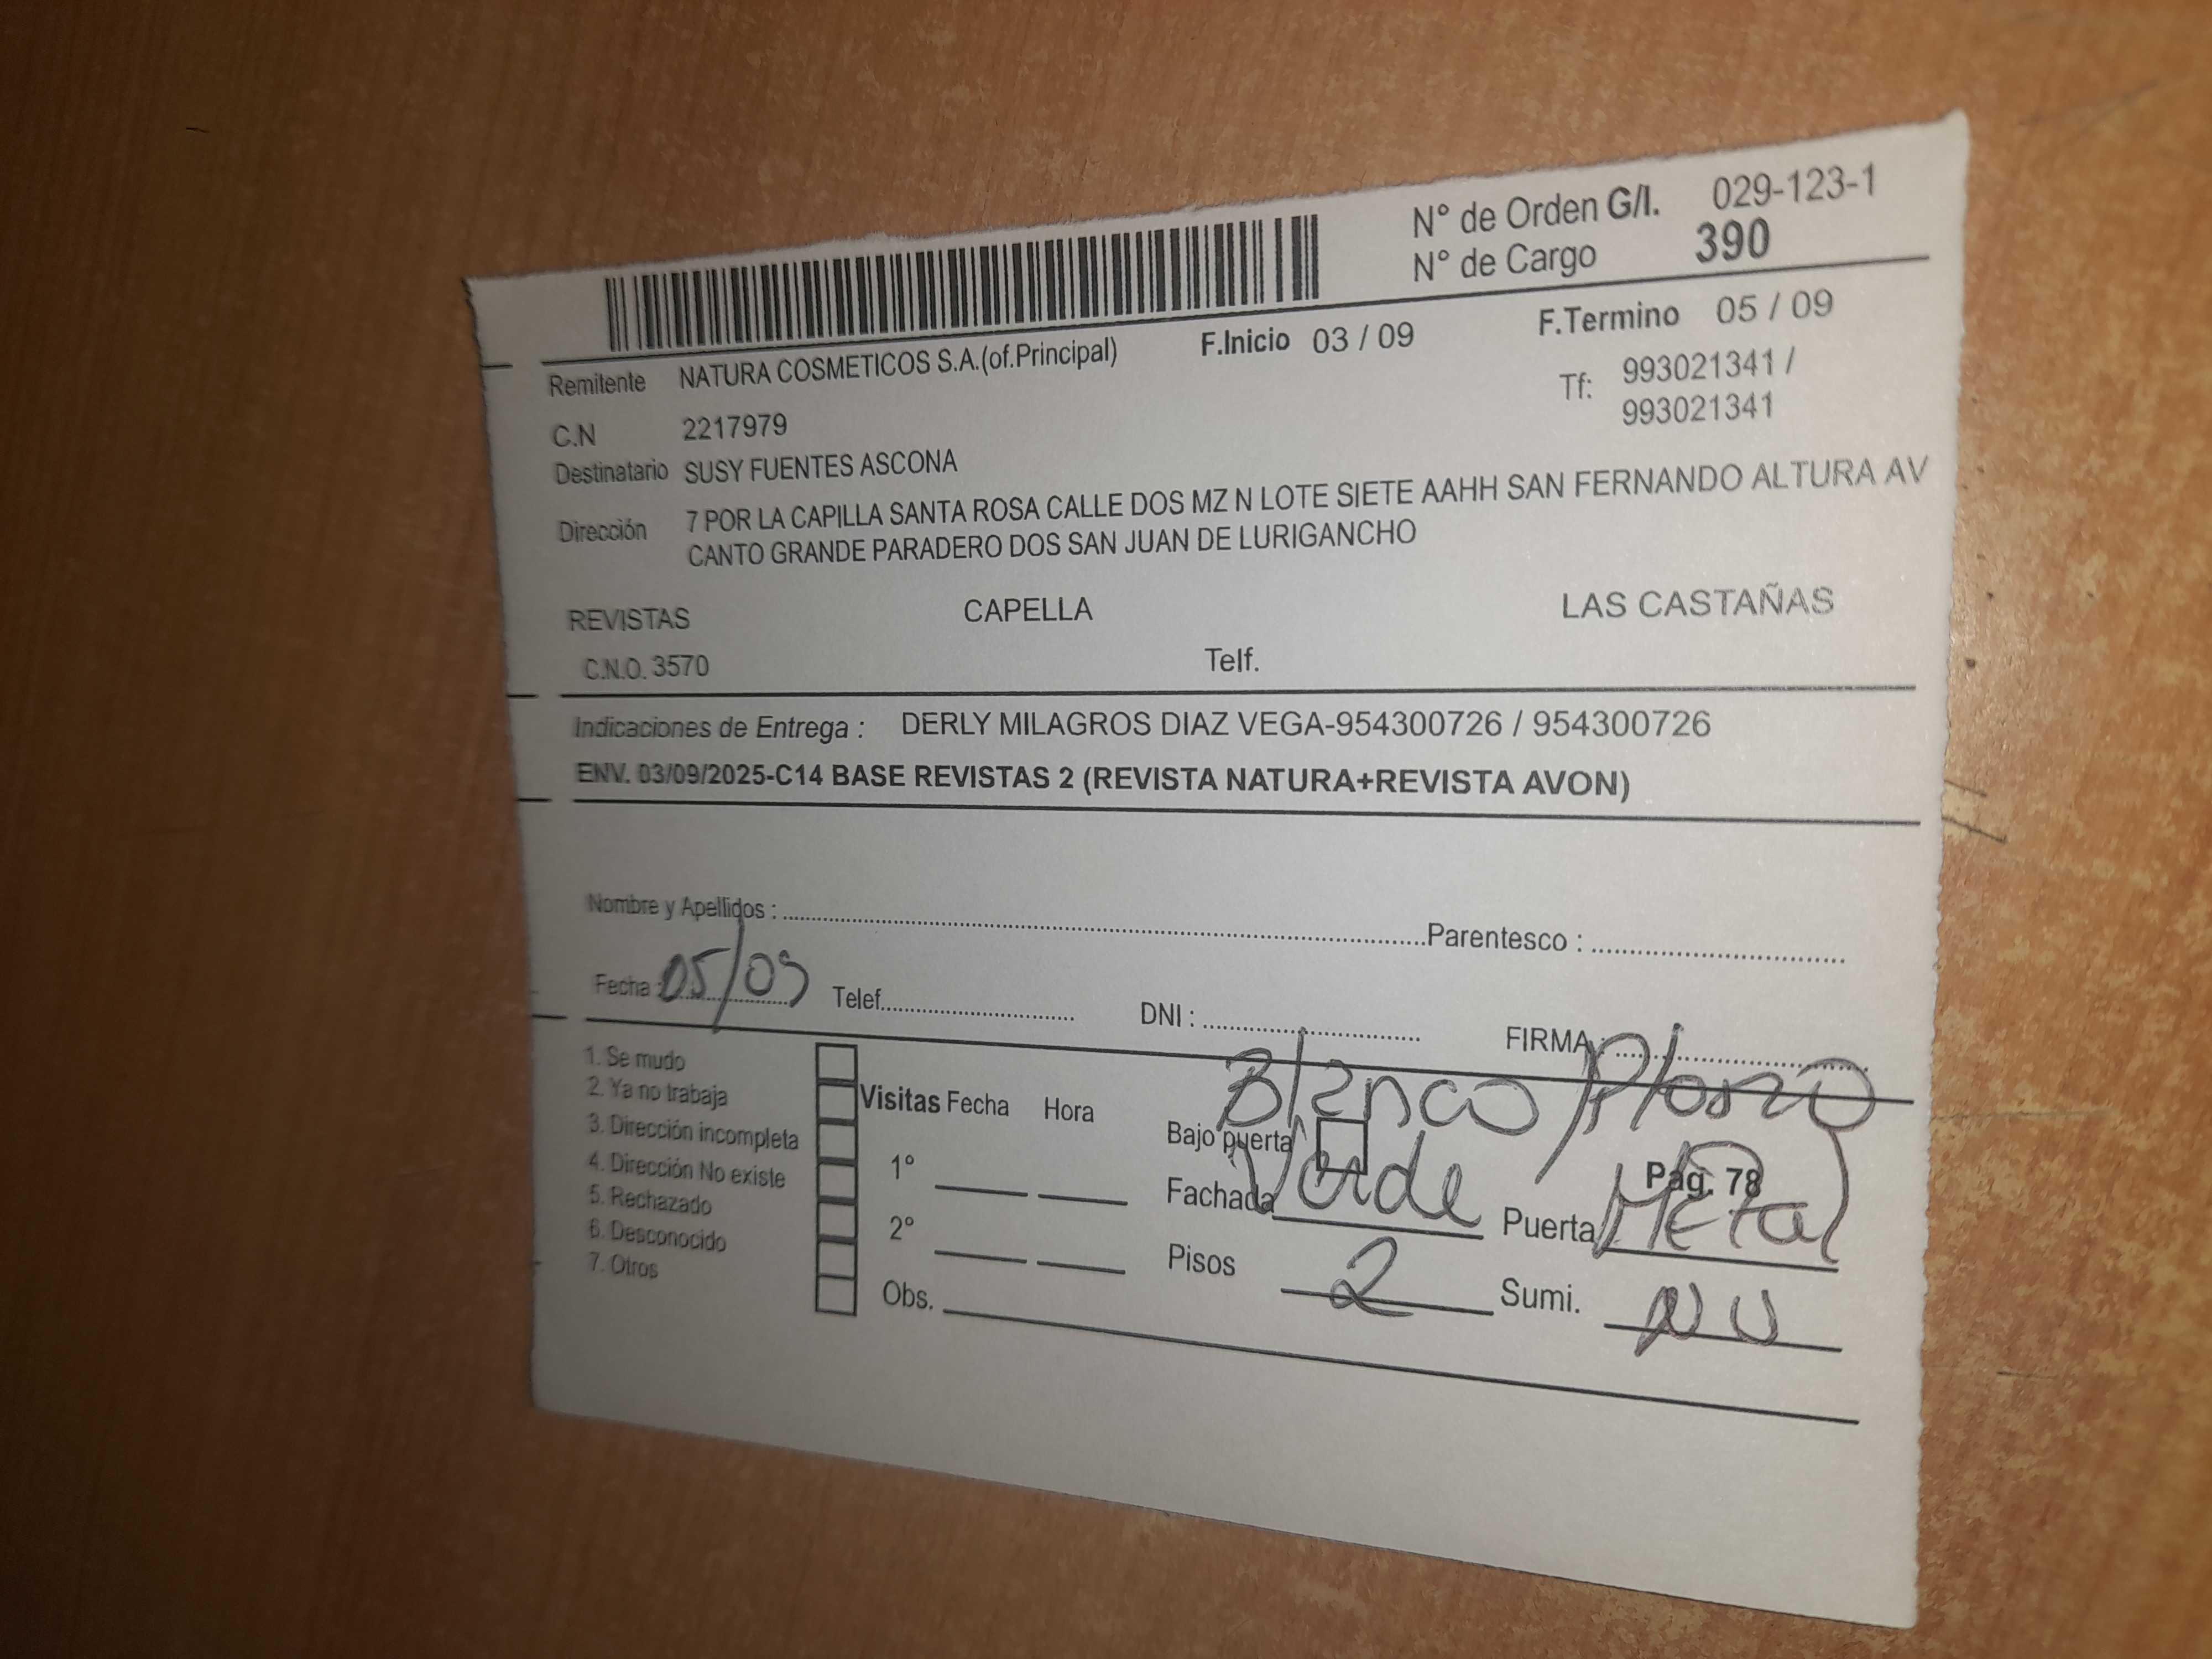 N° de Orden G/I. 029-123-1
N° de Cargo 390
F.Inicio 03 / 09 F.Termino 05 / 09
Remitente NATURA COSMETICOS S.A.(of.Principal)
Tf: 993021341 /
993021341
C.N 2217979
Destinatario SUSY FUENTES ASCONA
Dirección 7 POR LA CAPILLA SANTA ROSA CALLE DOS MZ N LOTE SIETE AAHH SAN FERNANDO ALTURA AV
CANTO GRANDE PARADERO DOS SAN JUAN DE LURIGANCHO
REVISTAS CAPELLA LAS CASTAÑAS
C.N.O. 3570 Telf.
Indicaciones de Entrega : DERLY MILAGROS DIAZ VEGA-954300726 / 954300726
ENV. 03/09/2025-C14 BASE REVISTAS 2 (REVISTA NATURA+REVISTA AVON)
Nombre y Apellidos : Parentesco :
Fecha : 05/09 Telef. DNI : FIRMA :
Blanco/Plomo
1. Se mudo
2. Ya no trabaja
3. Dirección incompleta
4. Dirección No existe
5. Rechazado
6. Desconocido
7. Otros
Visitas Fecha Hora
1°
2°
Obs.
Bajo puerta
Pag. 78
Fachada Verde Puerta Metal
Pisos 2 Sumi.